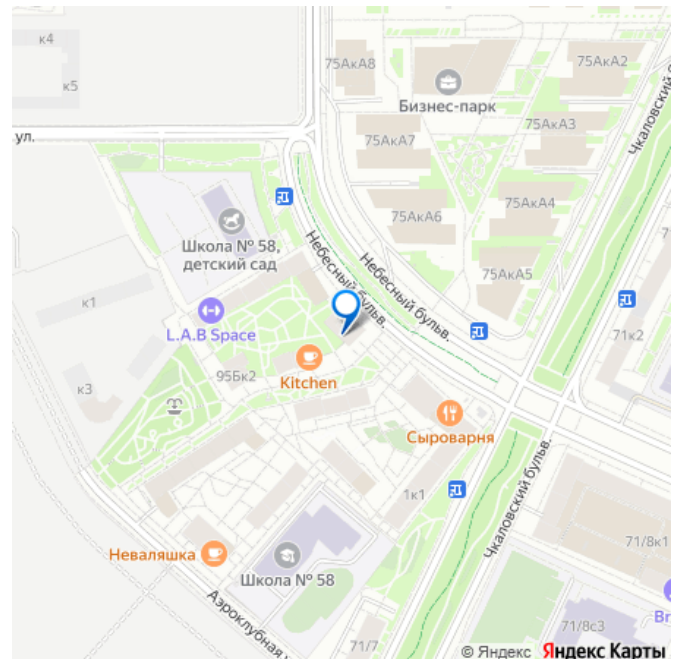 к4
к5
ул.
75АкА8
75АкА2
Бизнес-парк
75АкА3
75АкА7
75АкА4
75АкА6
75АкА5
Чкаловский
Школа № 58,
детский сад
Небесный бульв.
Небесный бульв.
к1
L.A.B Space
71к2
к3
95Бк2
Kitchen
Сыроварня
1к1
Чкаловский бульв.
Неваляшка
Школа № 58
71/8к1
Аэроклубная
71/7
71/8с3
Br
© Яндекс Яндекс Карты